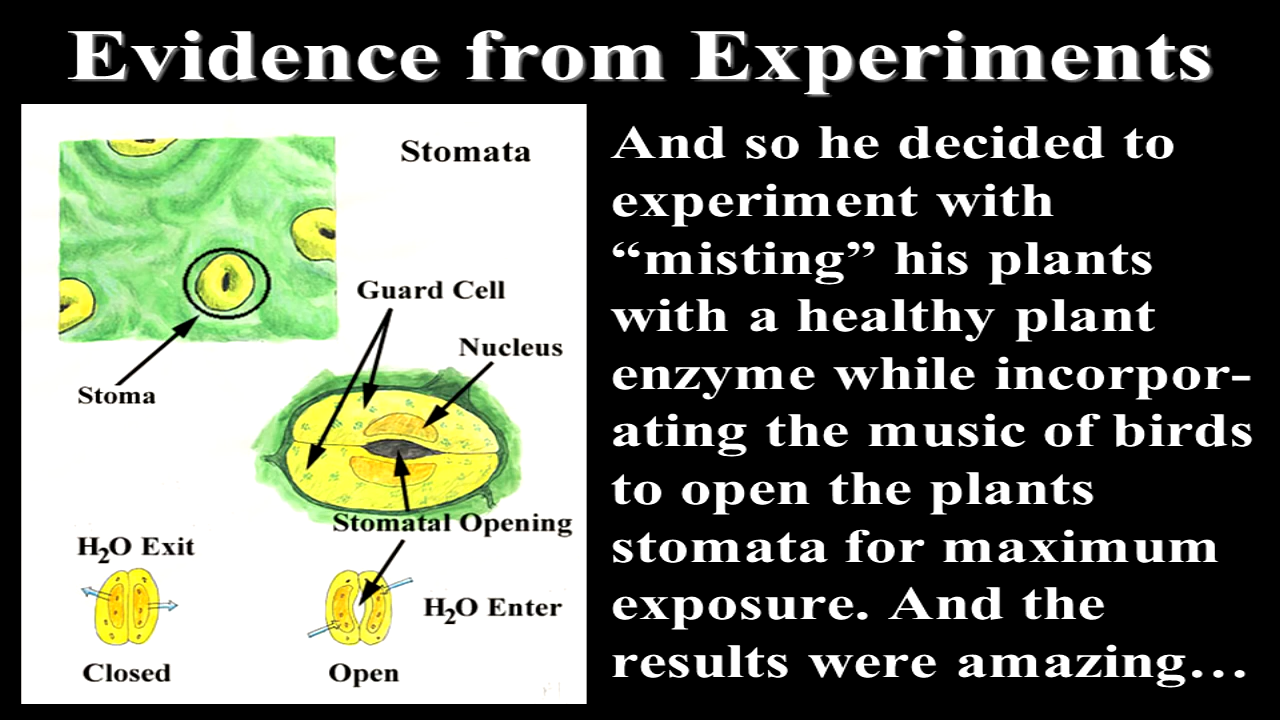 Evidence from Experiments
Stomata
Guard Cell
Nucleus
Stoma
Stomatal Opening
H₂O Exit
H₂O Enter
Closed
Open
And so he decided to
experiment with
“misting” his plants
with a healthy plant
enzyme while incorpor-
ating the music of birds
to open the plants
stomata for maximum
exposure. And the
results were amazing…